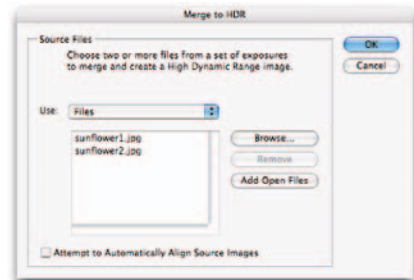 Merge to HDR
Source Files
Choose two or more files from a set of exposures
to merge and create a High Dynamic Range image.
OK
Cancel
Use: Files
sunflower1.jpg
sunflower2.jpg
Browse...
Remove
Add Open Files
Attempt to Automatically Align Source Images